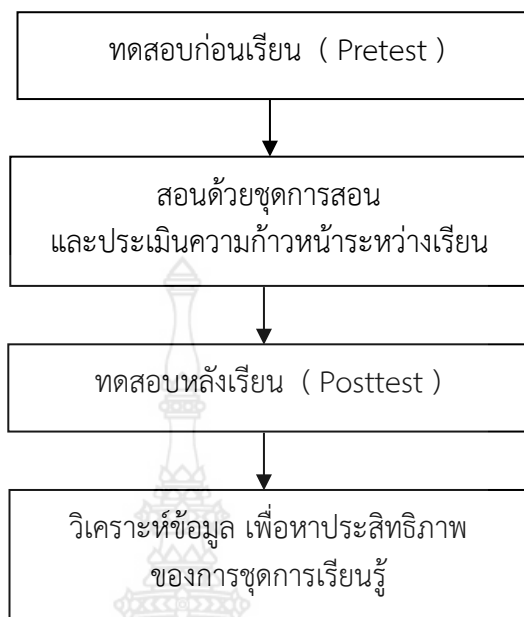 ทดสอบก่อนเรียน ( Pretest )
สอนด้วยชุดการสอน
และประเมินความก้าวหน้าระหว่างเรียน
ทดสอบหลังเรียน ( Posttest )
วิเคราะห์ข้อมูล เพื่อหาประสิทธิภาพ
ของการชุดการเรียนรู้